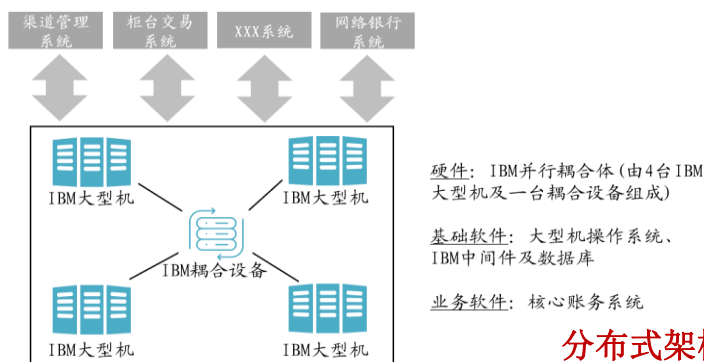 渠道管理
系统
柜台交易
系统
XXX系统
网络银行
系统
IBM大型机
IBM大型机
IBM耦合设备
IBM大型机
IBM大型机
硬件：IBM并行耦合体(由4台IBM
大型机及一台耦合设备组成)
基础软件：大型机操作系统、
IBM中间件及数据库
业务软件：核心账务系统
分布式架